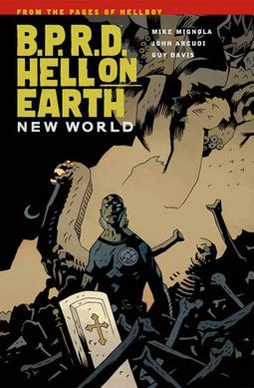 FROM THE PAGES OF HELLBOY
B.P.R.D.
HELL ON
EARTH
NEW WORLD
MIKE MIGNOLA
JOHN ARCUDI
GUY DAVIS